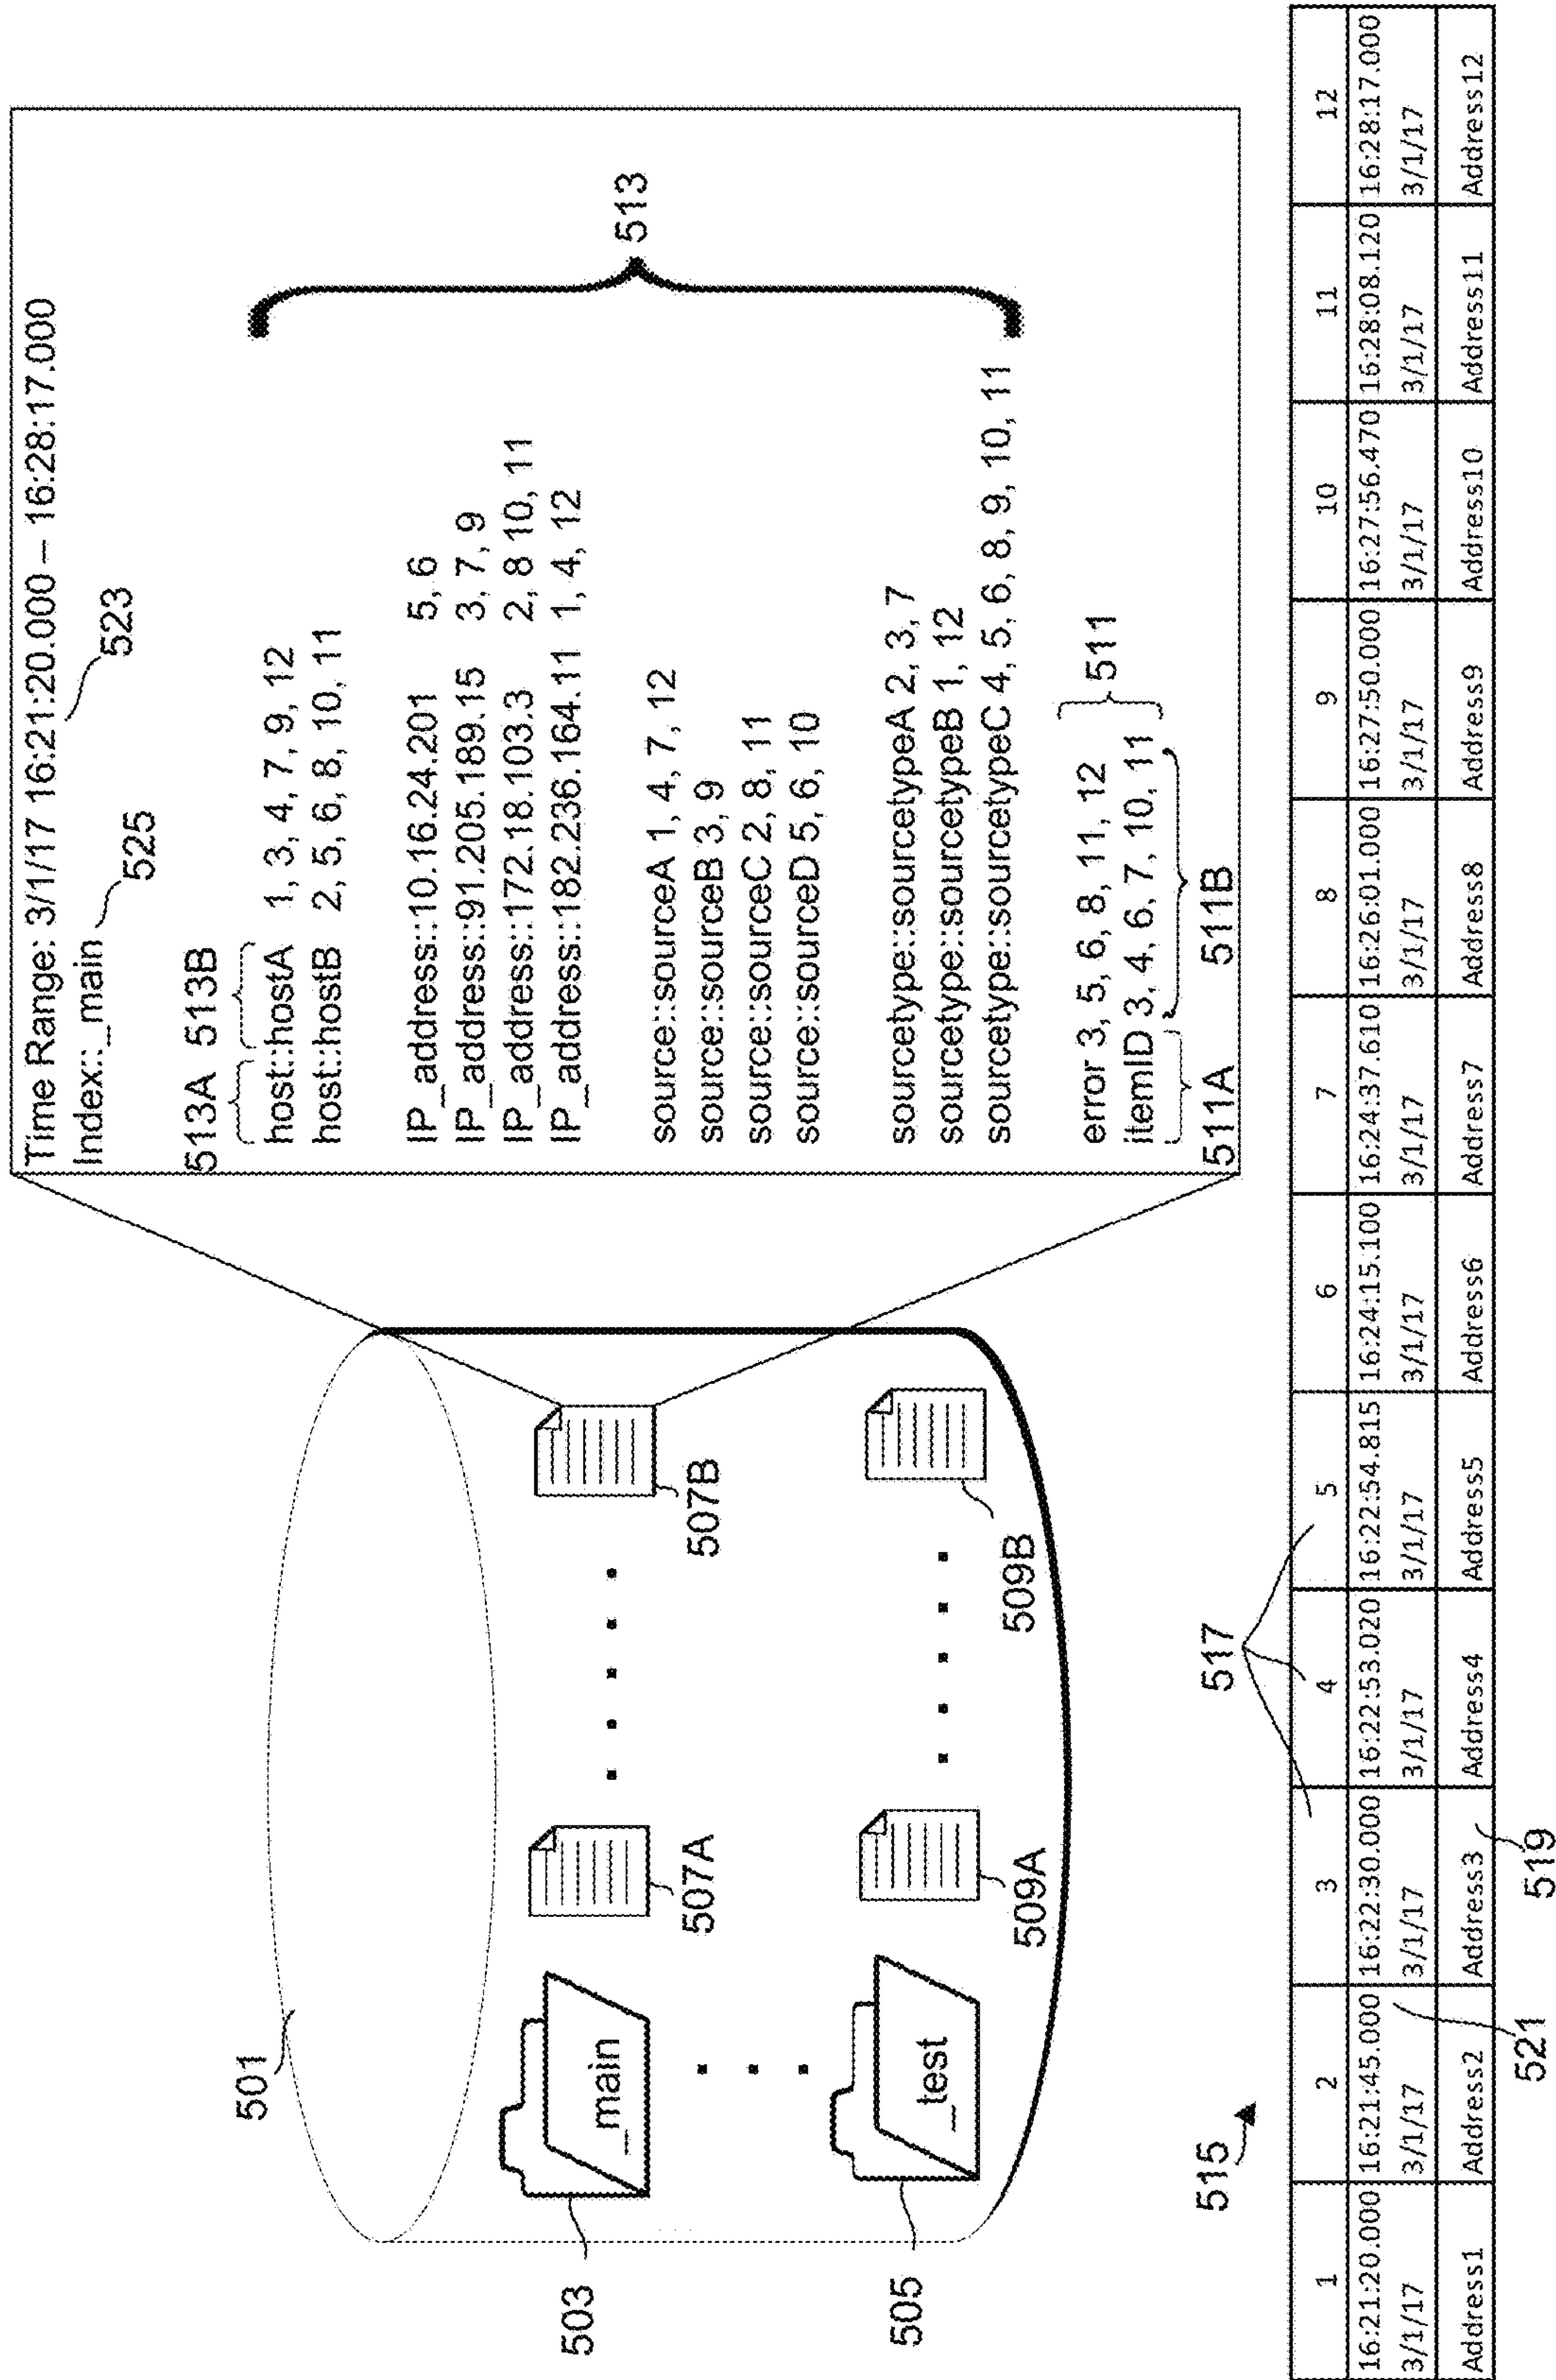 501
503
_main
507A
507B
505
_test
509A
509B
Time Range: 3/1/17 16:21:20.000 – 16:28:17.000
523
Index::_main
525
513A 513B
host::hostA 1, 3, 4, 7, 9, 12
host::hostB 2, 5, 6, 8, 10, 11
IP_address::10.16.24.201 5, 6
IP_address::91.205.189.15 3, 7, 9
IP_address::172.18.103.3 2, 8 10, 11
IP_address::182.236.164.11 1, 4, 12
513
source::sourceA 1, 4, 7, 12
source::sourceB 3, 9
source::sourceC 2, 8, 11
source::sourceD 5, 6, 10
sourcetype::sourcetypeA 2, 3, 7
sourcetype::sourcetypeB 1, 12
sourcetype::sourcetypeC 4, 5, 6, 8, 9, 10, 11
error 3, 5, 6, 8, 11, 12
itemID 3, 4, 6, 7, 10, 11
511
511A 511B
515
517
1 2 3 4 5 6 7 8 9 10 11 12
16:21:20.000 16:21:45.000 16:22:30.000 16:22:53.020 16:22:54.815 16:24:15.100 16:24:37.610 16:26:01.000 16:27:50.000 16:27:56.470 16:28:08.120 16:28:17.000
3/1/17 3/1/17 3/1/17 3/1/17 3/1/17 3/1/17 3/1/17 3/1/17 3/1/17 3/1/17 3/1/17 3/1/17
Address1 Address2 Address3 Address4 Address5 Address6 Address7 Address8 Address9 Address10 Address11 Address12
521
519